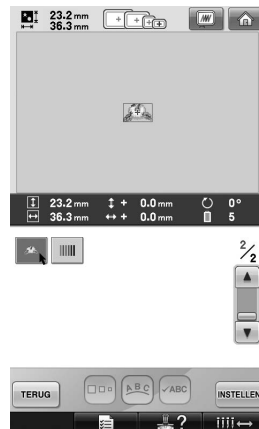 23.2 mm
36.3 mm
23.2 mm + 0.0 mm 0°
36.3 mm + 0.0 mm 5
2/2
TERUG
ABC
ABC
INSTELLEN
?